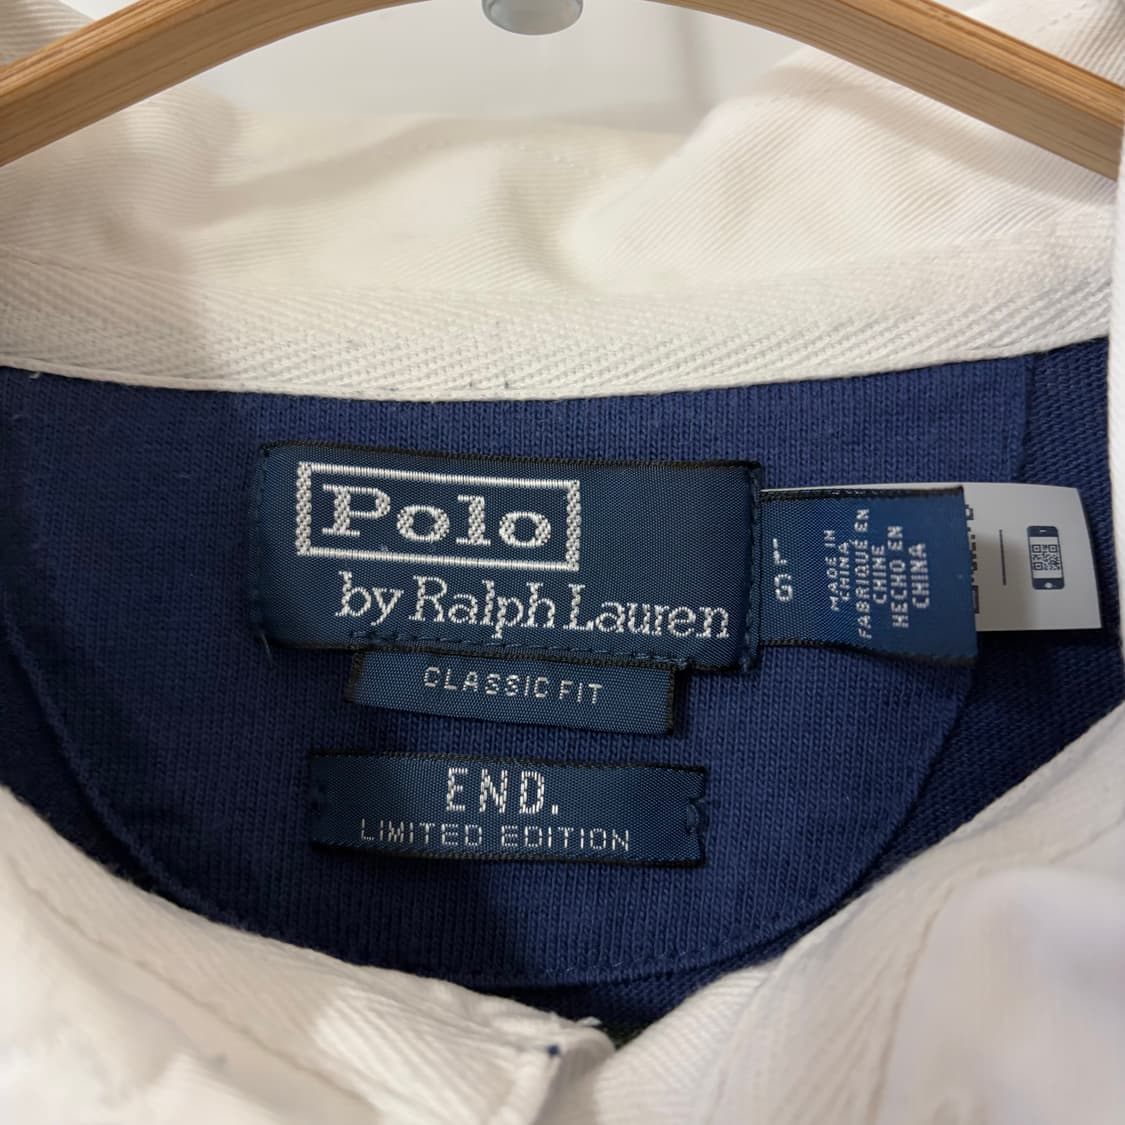 Polo
by Ralph Lauren
CLASSIC FIT
END.
LIMITED EDITION
MADE IN
CHINA
FABRIQUÉ EN
CHINE
HECHO EN
CHINA